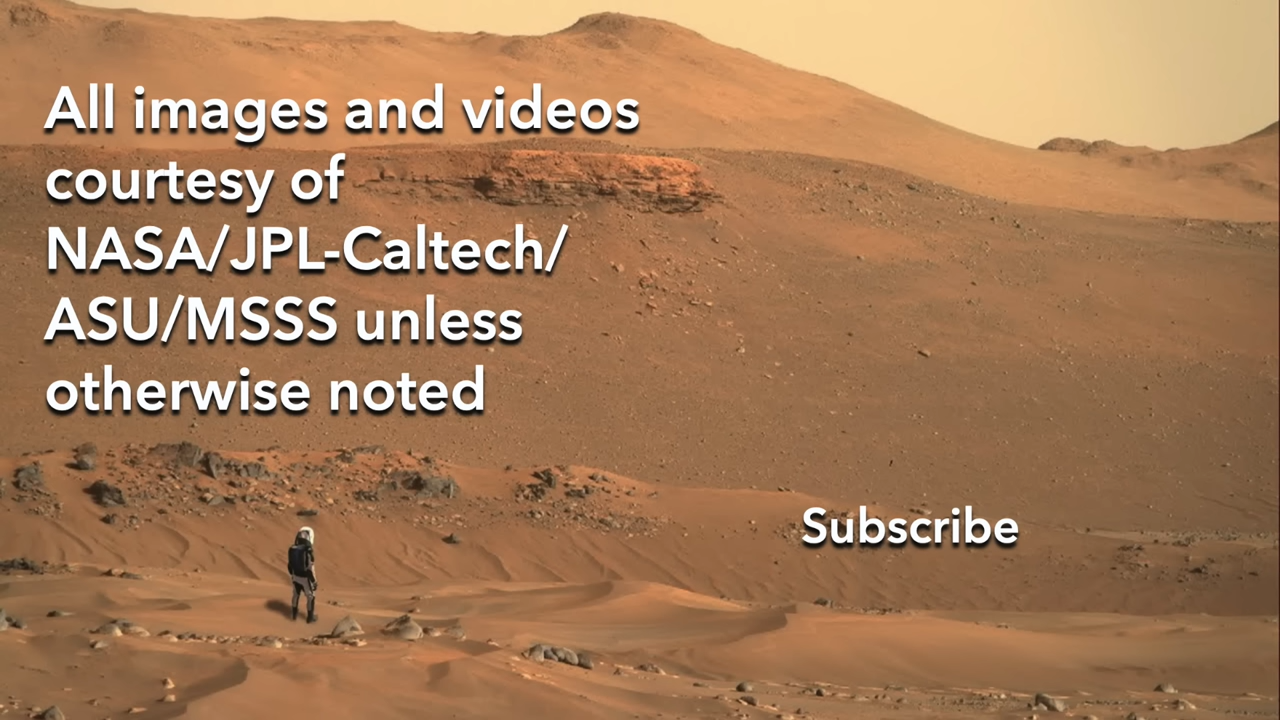 All images and videos
courtesy of
NASA/JPL-Caltech/
ASU/MSSS unless
otherwise noted
Subscribe